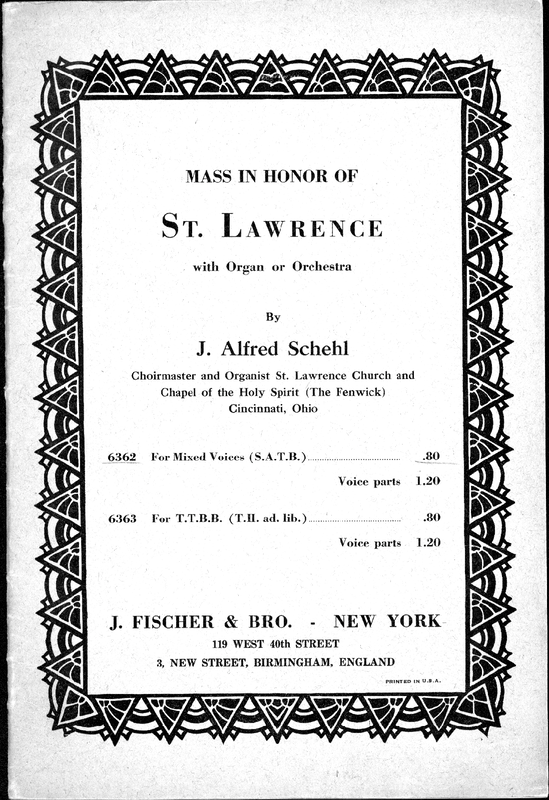 MASS IN HONOR OF
ST. LAWRENCE
with Organ or Orchestra
By
J. Alfred Schehl
Choirmaster and Organist St. Lawrence Church and
Chapel of the Holy Spirit (The Fenwick)
Cincinnati, Ohio
6362 For Mixed Voices (S.A.T.B.) .80
Voice parts 1.20
6363 For T.T.B.B. (T.II. ad. lib.) .80
Voice parts 1.20
J. FISCHER & BRO. - NEW YORK
119 WEST 40th STREET
3, NEW STREET, BIRMINGHAM, ENGLAND
PRINTED IN U.S.A.